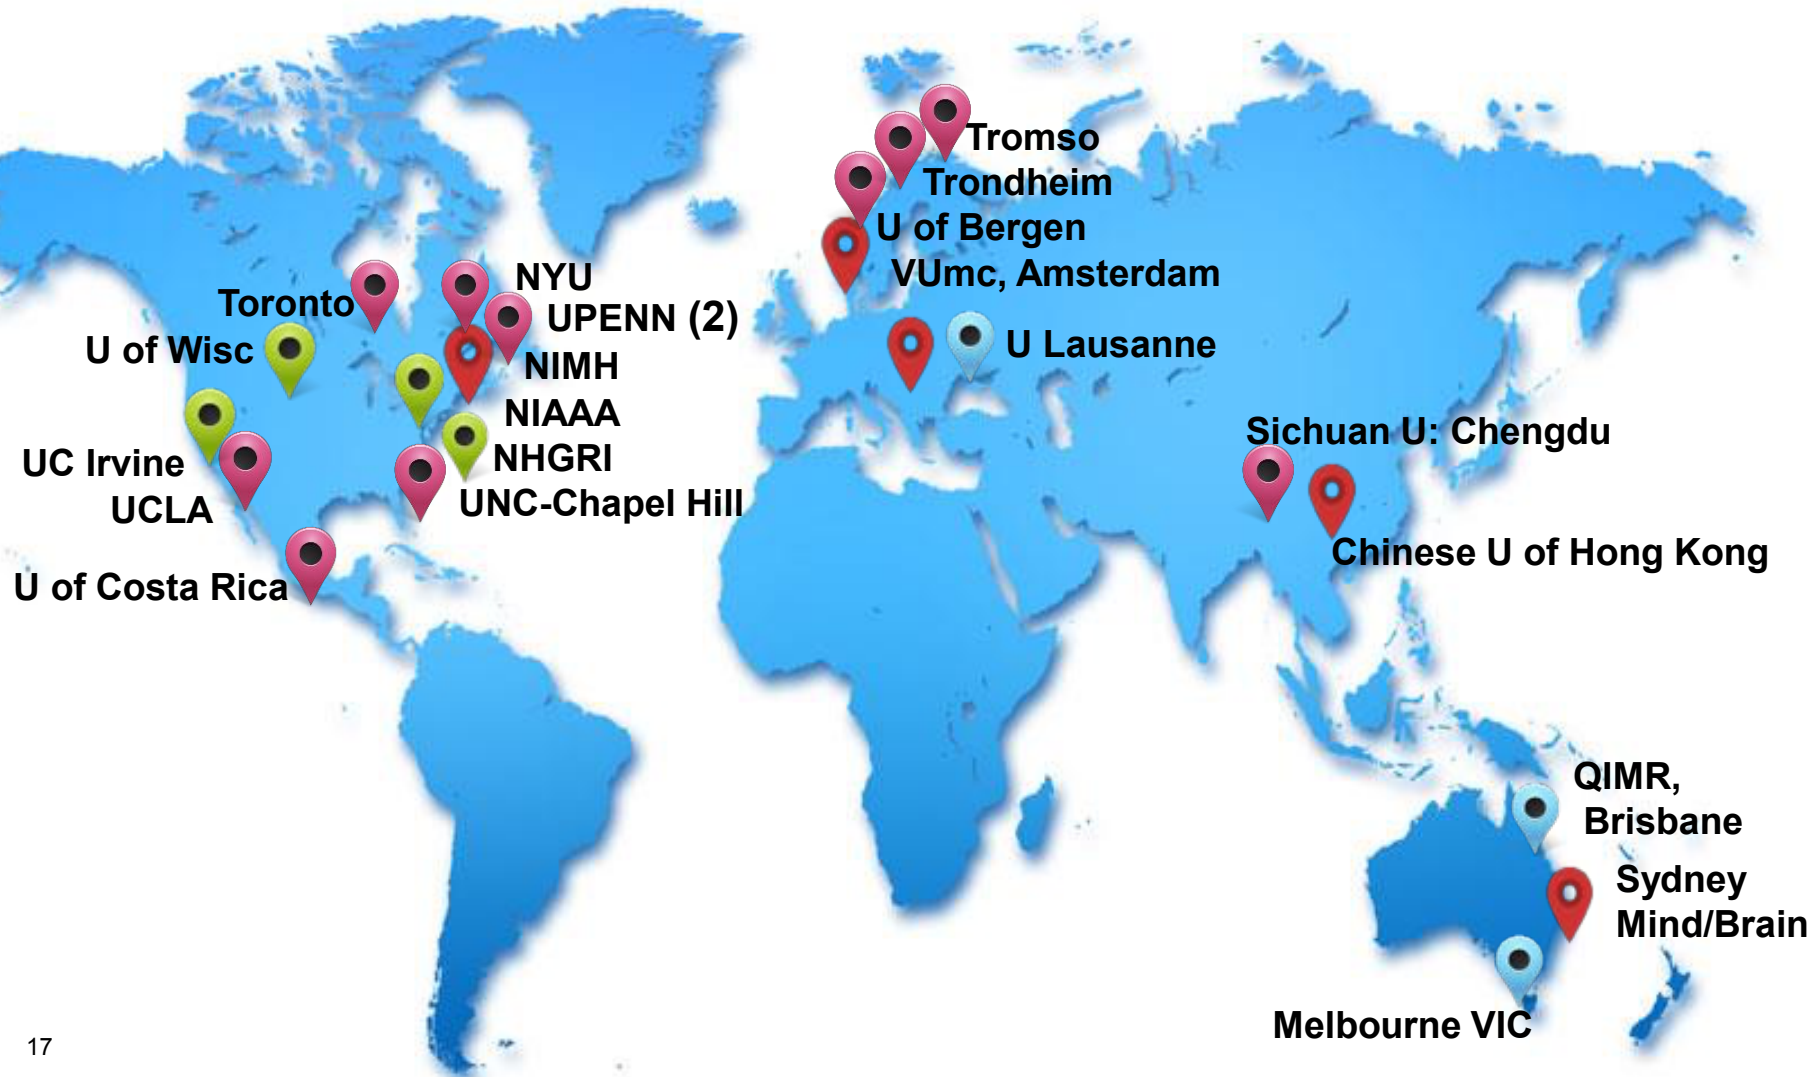 Tromso
Trondheim
U of Bergen
VUmc, Amsterdam
NYU
Toronto
UPENN (2)
U of Wisc
NIMH
U Lausanne
NIAAA
Sichuan U: Chengdu
UC Irvine
NHGRI
UCLA
UNC-Chapel Hill
Chinese U of Hong Kong
U of Costa Rica
QIMR,
Brisbane
Sydney
Mind/Brain
Melbourne VIC
17